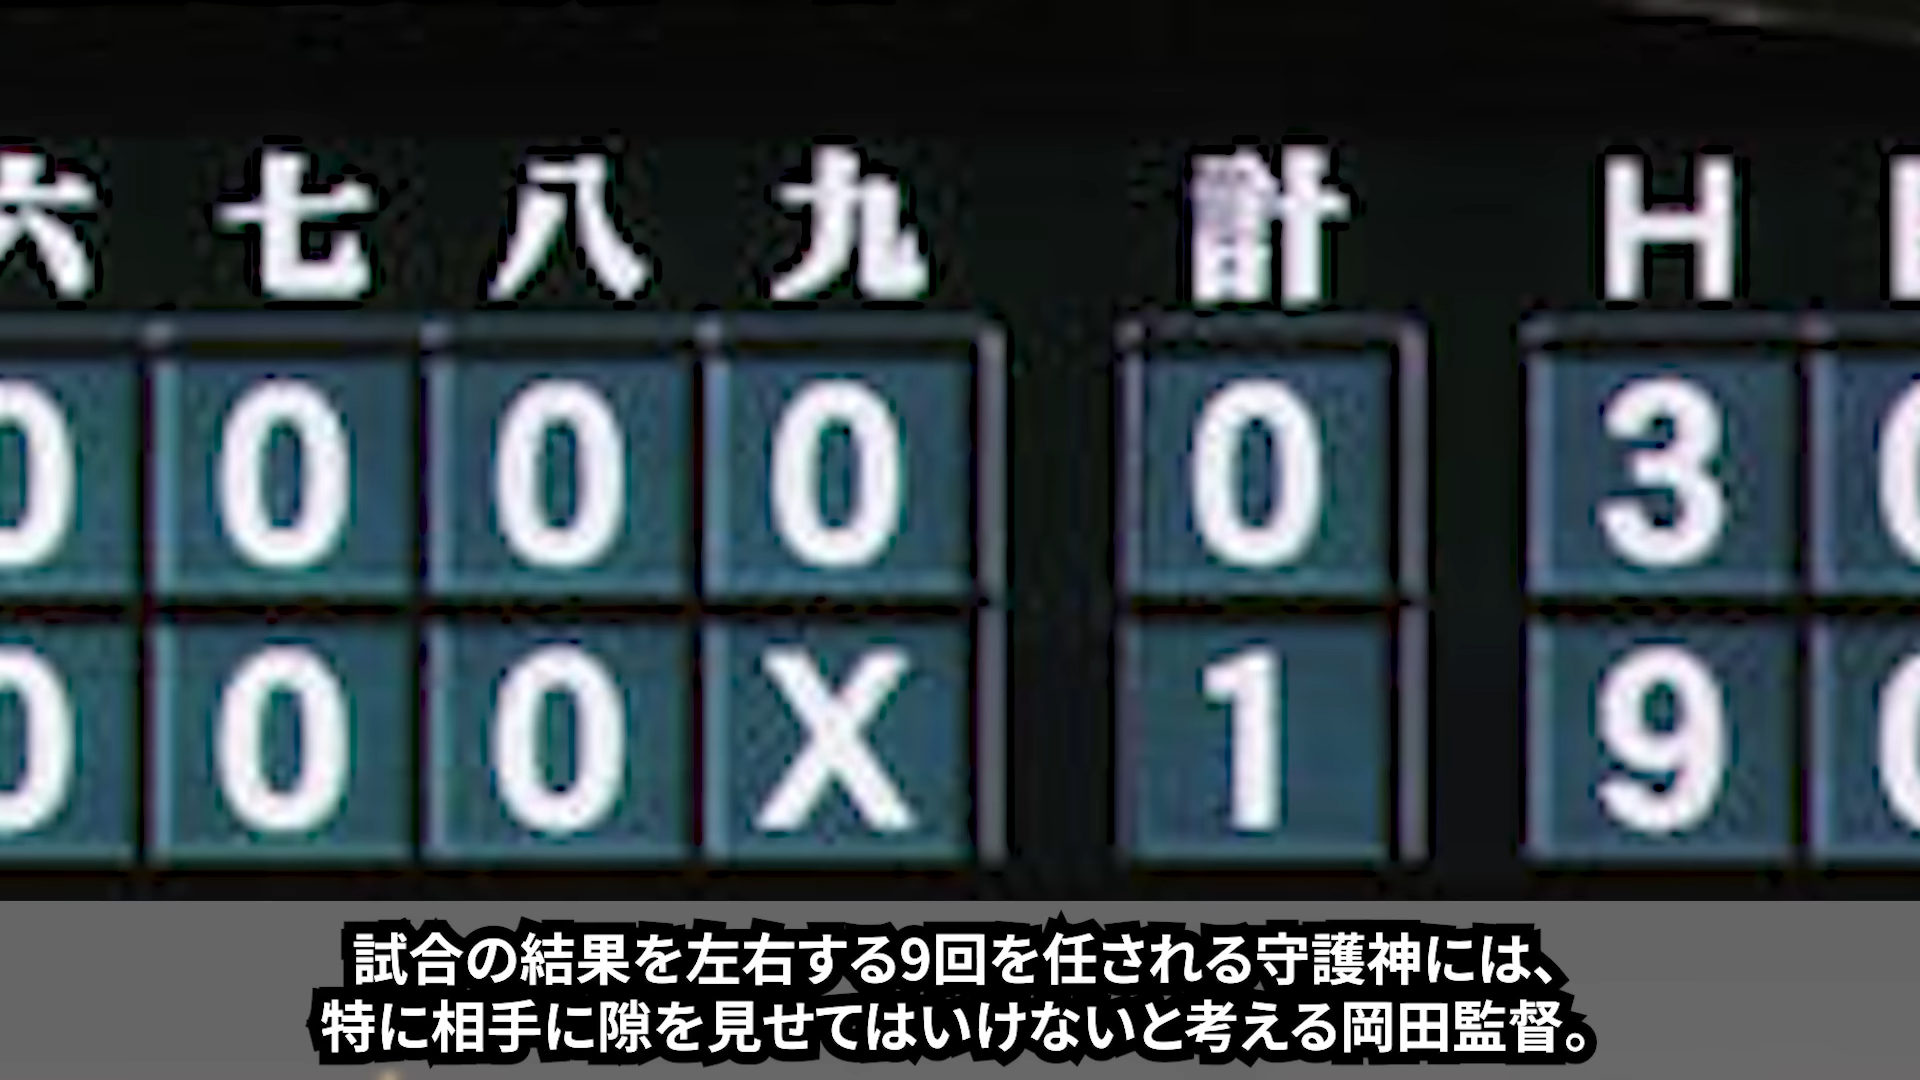 六 七 八 九 計 H
0 0 0 0 0 3 0
0 0 0 X 1 9 0
試合の結果を左右する9回を任される守護神には、
特に相手に隙を見せてはいけないと考える岡田監督。